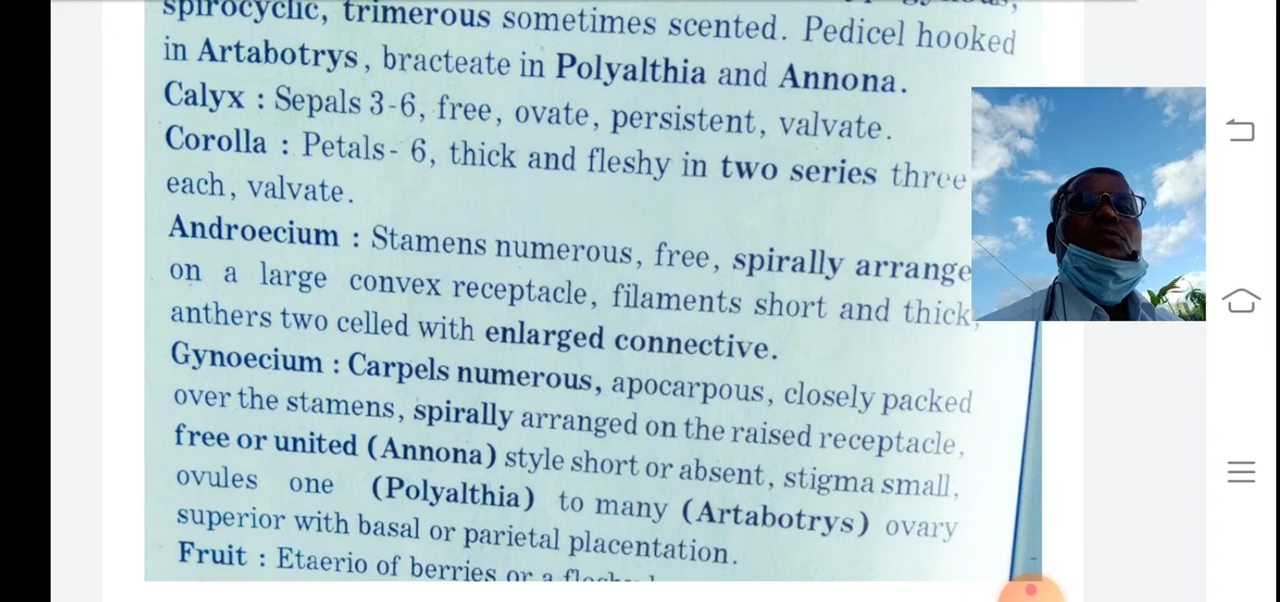 spirocyclic, trimerous sometimes scented. Pedicel hooked
in Artabotrys, bracteate in Polyalthia and Annona.
Calyx : Sepals 3-6, free, ovate, persistent, valvate.
Corolla : Petals- 6, thick and fleshy in two series three
each, valvate.
Androecium : Stamens numerous, free, spirally arrange
on a large convex receptacle, filaments short and thick,
anthers two celled with enlarged connective.
Gynoecium : Carpels numerous, apocarpous, closely packed
over the stamens, spirally arranged on the raised receptacle,
free or united (Annona) style short or absent, stigma small,
ovules one (Polyalthia) to many (Artabotrys) ovary
superior with basal or parietal placentation.
Fruit : Etaerio of berries or a